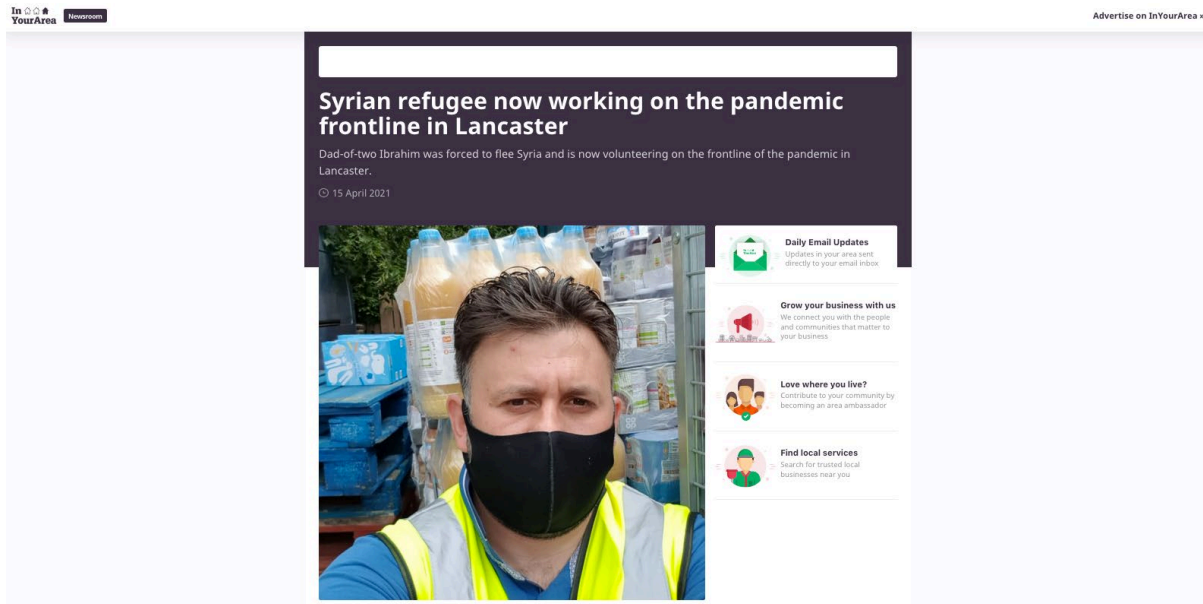 In
YourArea
Newsroom
Advertise on InYourArea »
Syrian refugee now working on the pandemic
frontline in Lancaster
Dad-of-two Ibrahim was forced to flee Syria and is now volunteering on the frontline of the pandemic in
Lancaster.
15 April 2021
Daily Email Updates
Updates in your area sent
directly to your email inbox
Grow your business with us
We connect you with the people
and communities that matter to
your business
Love where you live?
Contribute to your community by
becoming an area ambassador
Find local services
Search for trusted local
businesses near you